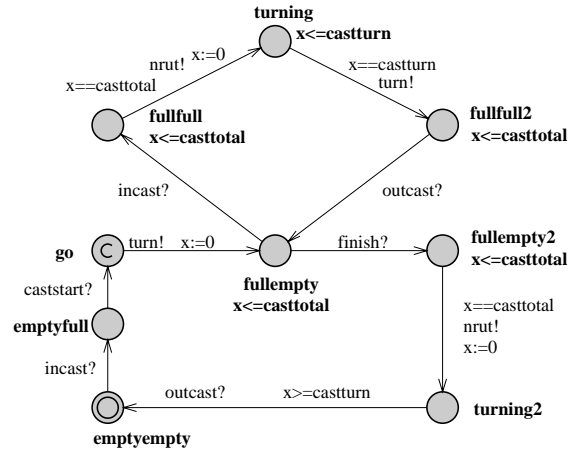 turning
x<=castturn
nrut! x:=0
x==casttotal
x==castturn
turn!
fullfull
x<=casttotal
fullfull2
x<=casttotal
incast?
outcast?
go
C
turn! x:=0
finish?
fullempty2
x<=casttotal
fullempty
x<=casttotal
caststart?
emptyfull
x==casttotal
nrut!
x:=0
incast?
outcast? x>=castturn
turning2
emptyempty